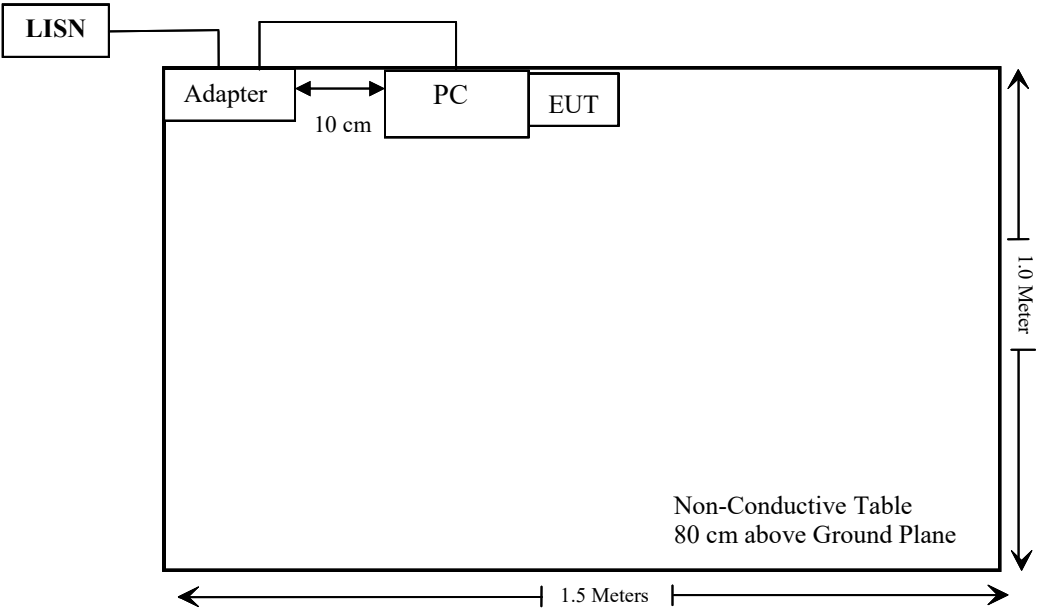 LISN
Adapter
PC
EUT
10 cm
1.0 Meter
Non-Conductive Table
80 cm above Ground Plane
1.5 Meters